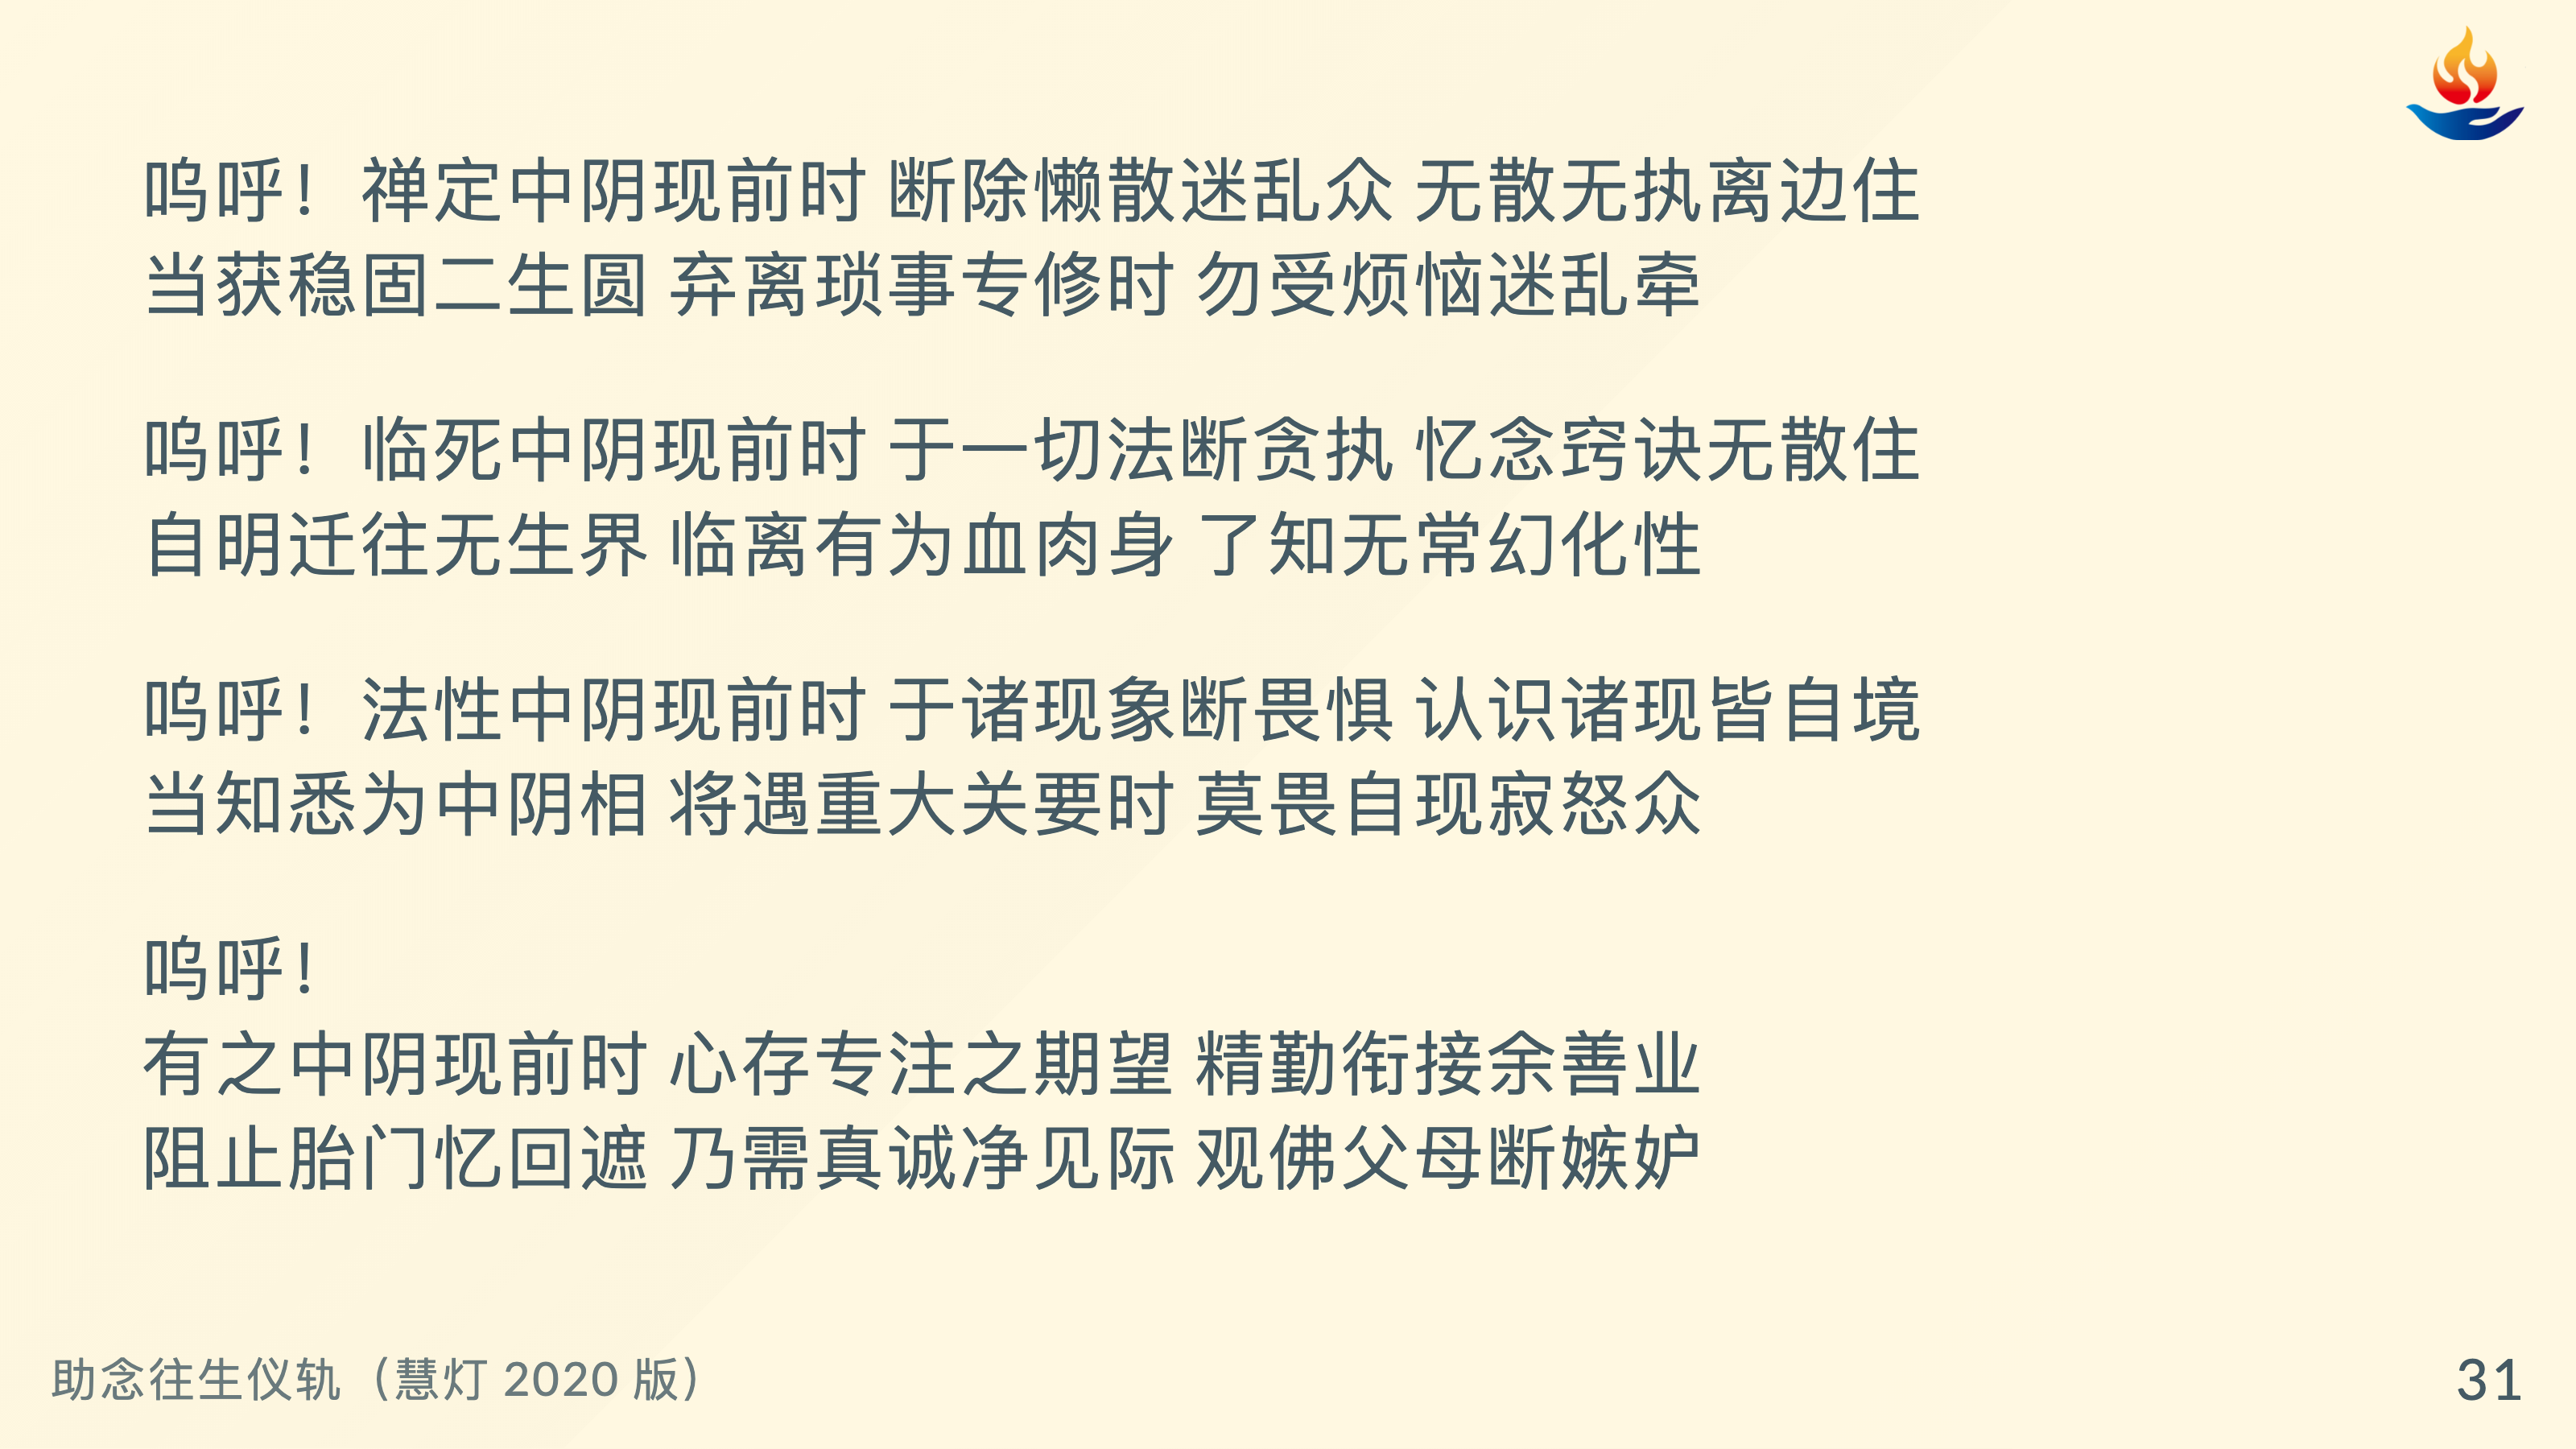 呜呼！禅定中阴现前时 断除懒散迷乱众 无散无执离边住
当获稳固二生圆 弃离琐事专修时 勿受烦恼迷乱牵
呜呼！临死中阴现前时 于一切法断贪执 忆念窍诀无散住
自明迁往无生界 临离有为血肉身 了知无常幻化性
呜呼！法性中阴现前时 于诸现象断畏惧 认识诸现皆自境
当知悉为中阴相 将遇重大关要时 莫畏自现寂怒众
呜呼！
有之中阴现前时 心存专注之期望 精勤衔接余善业
阻止胎门忆回遮 乃需真诚净见际 观佛父母断嫉妒
助念往生仪轨（慧灯 2020 版）
31